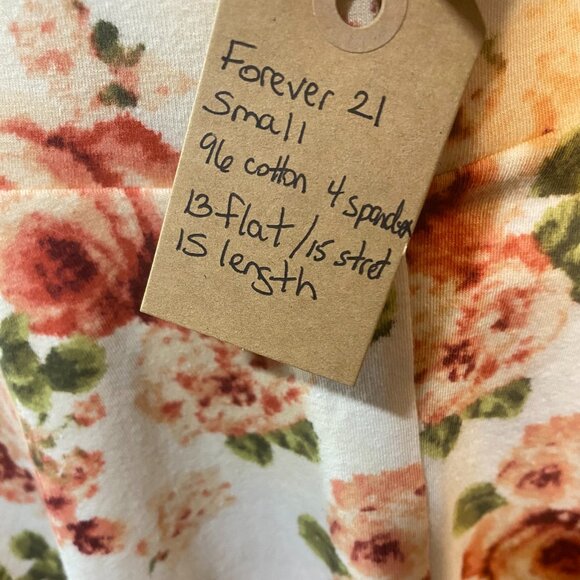 Forever 21
Small
96 cotton 4 spandex
13 flat / 15 stret
15 length